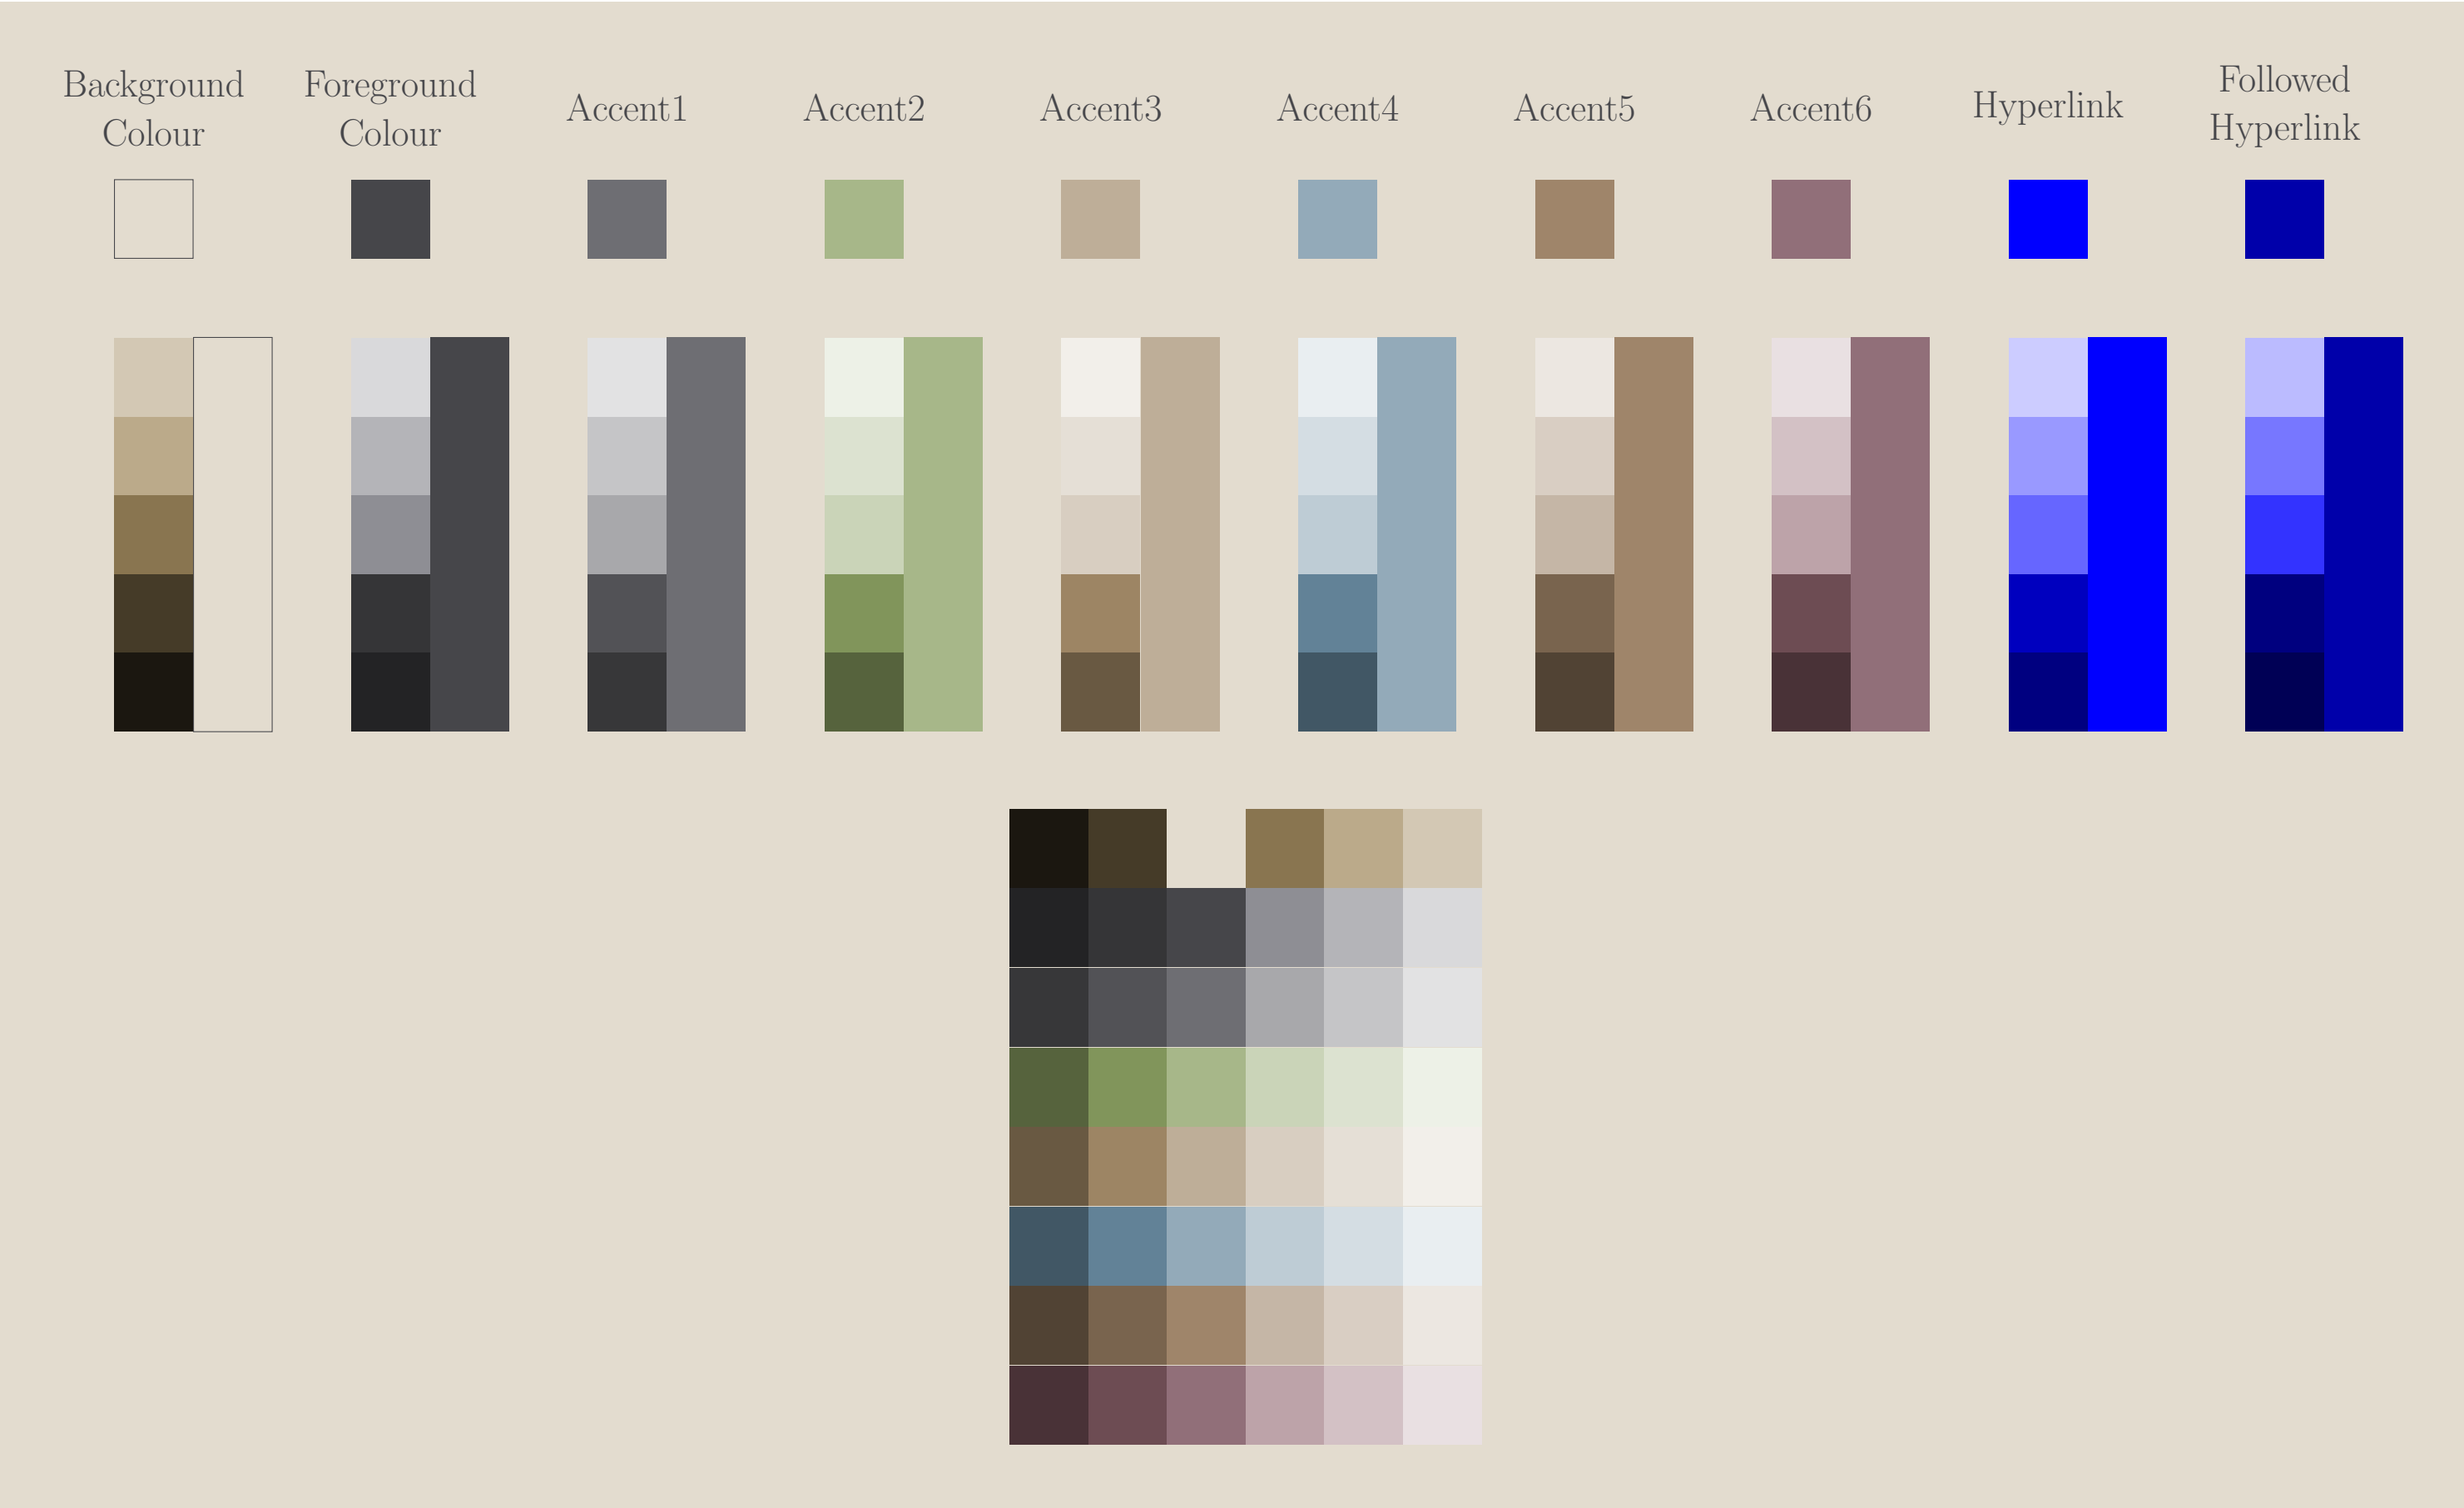 Background
Colour
Foreground
Colour
Accent1
Accent2
Accent3
Accent4
Accent5
Accent6
Hyperlink
Followed
Hyperlink